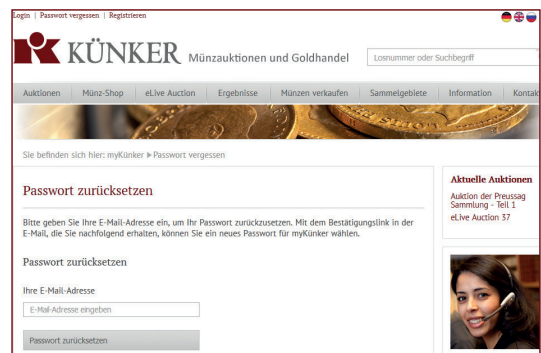 Login | Passwort vergessen | Registrieren
KÜNKER Münzauktionen und Goldhandel
Losnummer oder Suchbegriff
Auktionen Münz-Shop eLive Auction Ergebnisse Münzen verkaufen Sammelgebiete Information Kontak
Sie befinden sich hier: myKünker ▶ Passwort vergessen
Passwort zurücksetzen
Bitte geben Sie Ihre E-Mail-Adresse ein, um Ihr Passwort zurückzusetzen. Mit dem Bestätigungslink in der
E-Mail, die Sie nachfolgend erhalten, können Sie ein neues Passwort für myKünker wählen.
Passwort zurücksetzen
Ihre E-Mail-Adresse
E-Mail-Adresse eingeben
Passwort zurücksetzen
Aktuelle Auktionen
Auktion der Preussag
Sammlung - Teil 1
eLive Auction 37